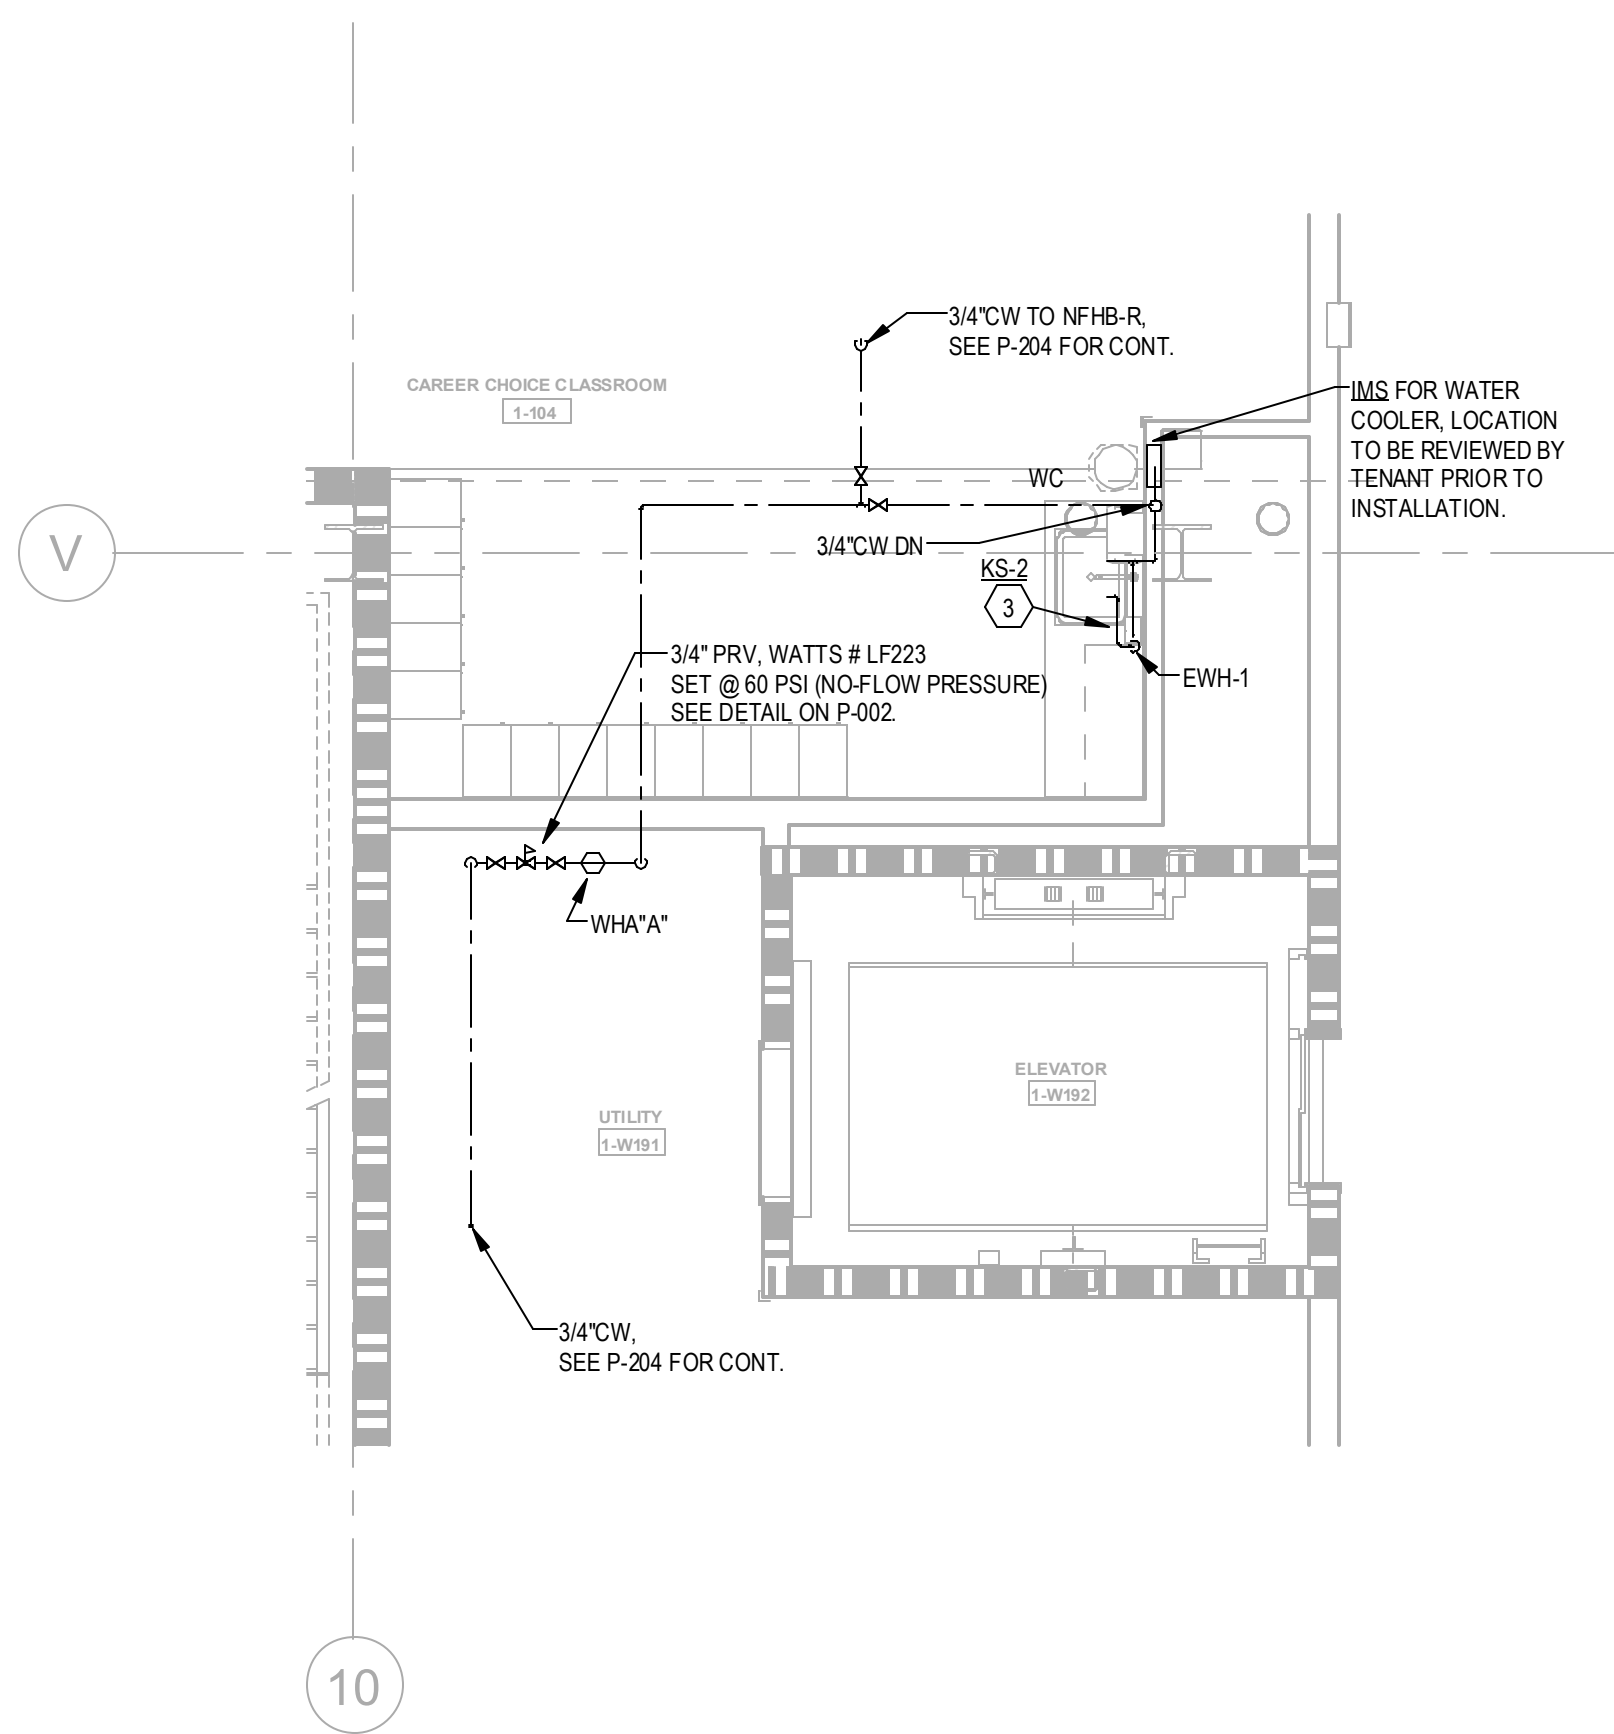 3/4"CW TO NFHB-R,
SEE P-204 FOR CONT.
CAREER CHOICE CLASSROOM
1-104
IMS FOR WATER
COOLER, LOCATION
TO BE REVIEWED BY
TENANT PRIOR TO
INSTALLATION.
WC
V
3/4"CW DN
KS-2
3
3/4" PRV, WATTS # LF223
SET @ 60 PSI (NO-FLOW PRESSURE)
SEE DETAIL ON P-002.
EWH-1
WHA"A"
ELEVATOR
1-W192
UTILITY
1-W191
3/4"CW,
SEE P-204 FOR CONT.
10